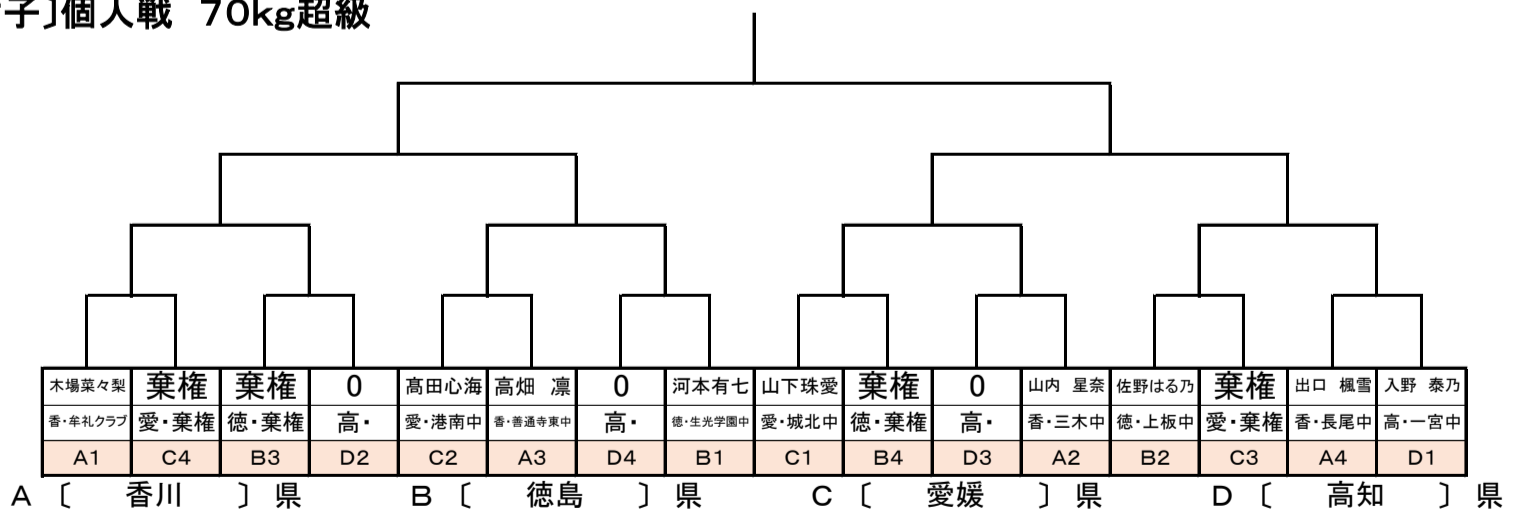 子〕個人戦　７０kg超級
木場菜々梨 棄権 棄権 0 髙田心海 高畑　凛 0 河本有七 山下珠愛 棄権 0 山内　星奈 佐野はる乃 棄権 出口　楓雪 入野　泰乃
香・牟礼クラブ 愛・棄権 徳・棄権 高・ 愛・港南中 香・善通寺東中 高・ 徳・生光学園中 愛・城北中 徳・棄権 高・ 香・三木中 徳・上板中 愛・棄権 香・長尾中 高・一宮中
A1 C4 B3 D2 C2 A3 D4 B1 C1 B4 D3 A2 B2 C3 A4 D1
A〔　香川　〕県　B〔　徳島　〕県　C〔　愛媛　〕県　D〔　高知　〕県